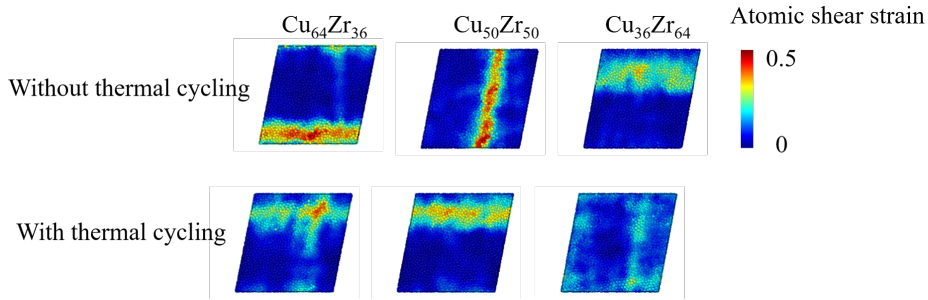 Atomic shear strain
Cu64Zr36 Cu50Zr50 Cu36Zr64
0.5
Without thermal cycling
0
With thermal cycling